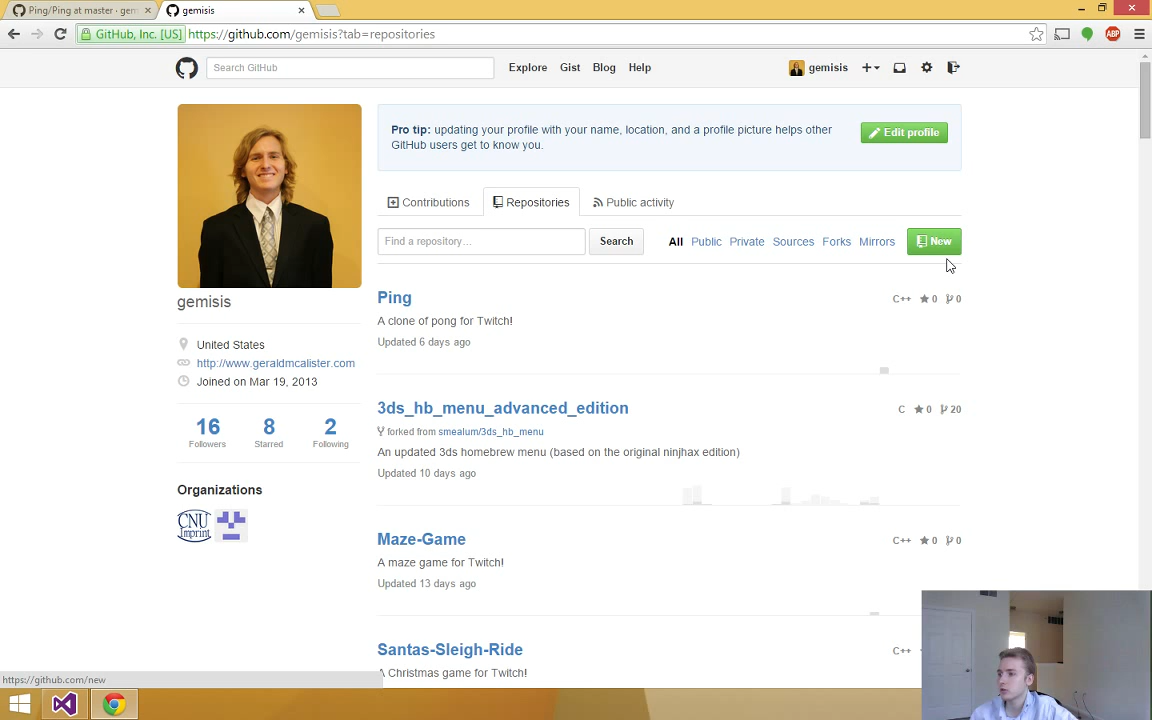 Ping/Ping at master · gem
gemisis
GitHub, Inc. [US]
https://github.com/gemisis?tab=repositories
ABP
Search GitHub
Explore
Gist
Blog
Help
gemisis
Pro tip: updating your profile with your name, location, and a profile picture helps other
GitHub users get to know you.
Edit profile
Contributions
Repositories
Public activity
Find a repository...
Search
All
Public
Private
Sources
Forks
Mirrors
New
gemisis
United States
http://www.geraldmcalister.com
Joined on Mar 19, 2013
16
Followers
8
Starred
2
Following
Organizations
CNU
Imprint
Ping
C++ 0 0
A clone of pong for Twitch!
Updated 6 days ago
3ds_hb_menu_advanced_edition
C 0 20
forked from smealum/3ds_hb_menu
An updated 3ds homebrew menu (based on the original ninjhax edition)
Updated 10 days ago
Maze-Game
C++ 0 0
A maze game for Twitch!
Updated 13 days ago
Santas-Sleigh-Ride
C++
A Christmas game for Twitch!
https://github.com/new